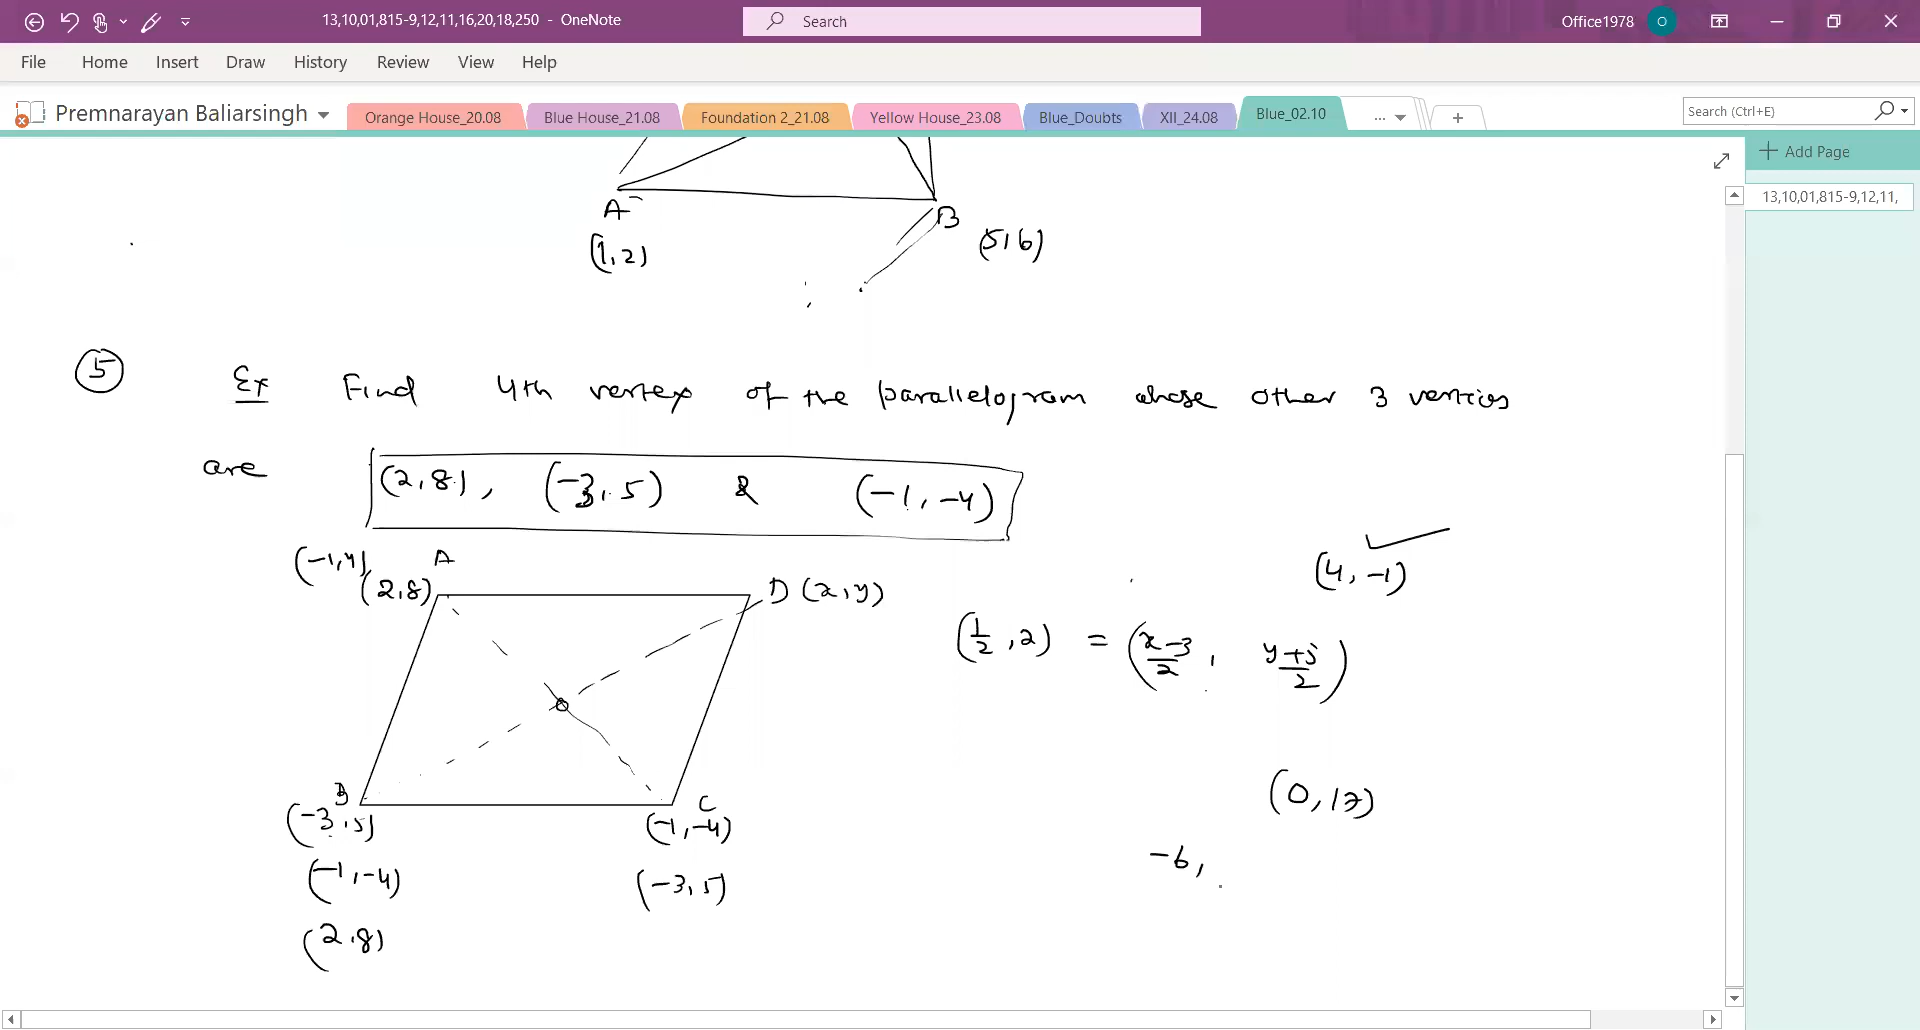 13,10,01,815-9,12,11,16,20,18,250 - OneNote
Search
Office1978
O
File Home Insert Draw History Review View Help
Premnarayan Baliarsingh
Orange House_20.08
Blue House_21.08
Foundation 2_21.08
Yellow House_23.08
Blue_Doubts
XII_24.08
Blue_02.10
...
+
Search (Ctrl+E)
+ Add Page
13,10,01,815-9,12,11,
A
B
(1,2)
(5,6)
5
Ex Find 4th vertex of the parallelogram whose other 3 vertices
are (2,8), (-3,5) & (-1,-4)
(-1,4)
A
(2,8)
D (x,y)
(4,-1)
(1/2, 2) = (x-3/2, y+5/2)
B
(-3,5)
C
(-1,-4)
(0,17)
(-1,-4)
(-3,5)
-6,
(2,8)